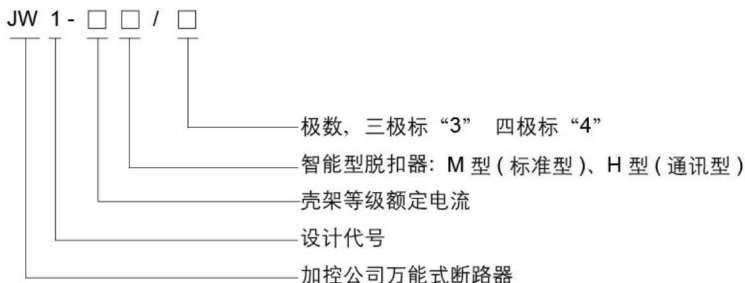 JW 1 - □ □ / □
极数，三极标“3” 四极标“4”
智能型脱扣器：M 型 ( 标准型 )、H 型 ( 通讯型 )
壳架等级额定电流
设计代号
加控公司万能式断路器